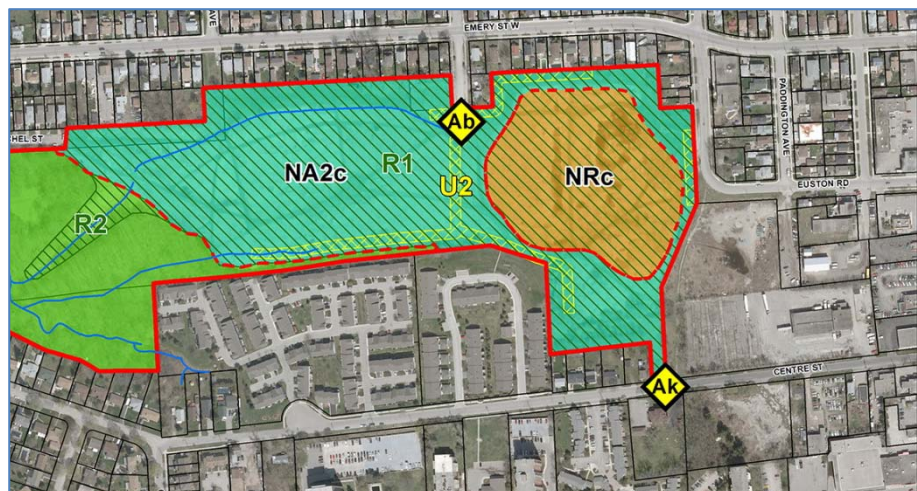 AVE
EMERY ST W
HEL ST
Ab
NA2c
R1
U2
NRc
R2
PADDINGTON AVE
EUSTON RD
CENTRE ST
Ak